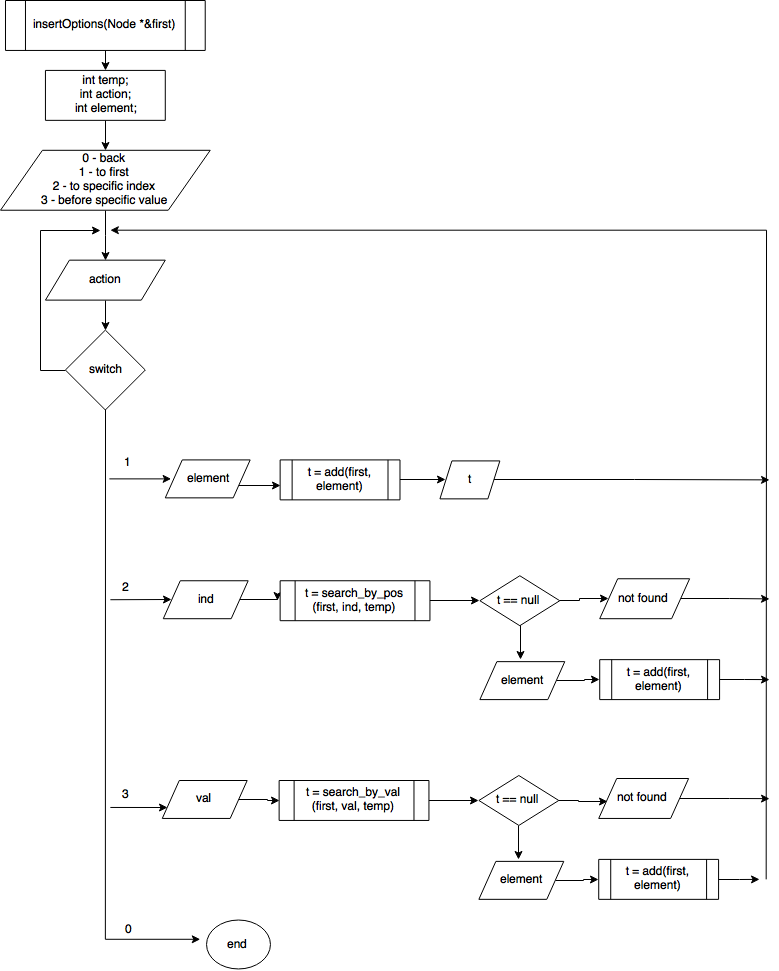 insertOptions(Node *&first)
int temp;
int action;
int element;
0 - back
1 - to first
2 - to specific index
3 - before specific value
action
switch
1
element
t = add(first,
element)
t
2
ind
t = search_by_pos
(first, ind, temp)
t == null
not found
element
t = add(first,
element)
3
val
t = search_by_val
(first, val, temp)
t == null
not found
element
t = add(first,
element)
0
end